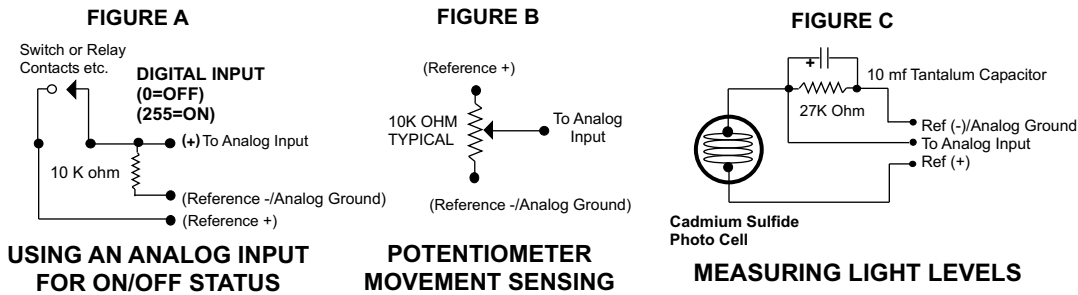 FIGURE A
Switch or Relay
Contacts etc.
DIGITAL INPUT
(0=OFF)
(255=ON)
(+) To Analog Input
10 K ohm
(Reference -/Analog Ground)
(Reference +)
USING AN ANALOG INPUT
FOR ON/OFF STATUS
FIGURE B
(Reference +)
10K OHM
TYPICAL
To Analog
Input
(Reference -/Analog Ground)
POTENTIOMETER
MOVEMENT SENSING
FIGURE C
+
10 mf Tantalum Capacitor
27K Ohm
Ref (-)/Analog Ground
To Analog Input
Ref (+)
Cadmium Sulfide
Photo Cell
MEASURING LIGHT LEVELS